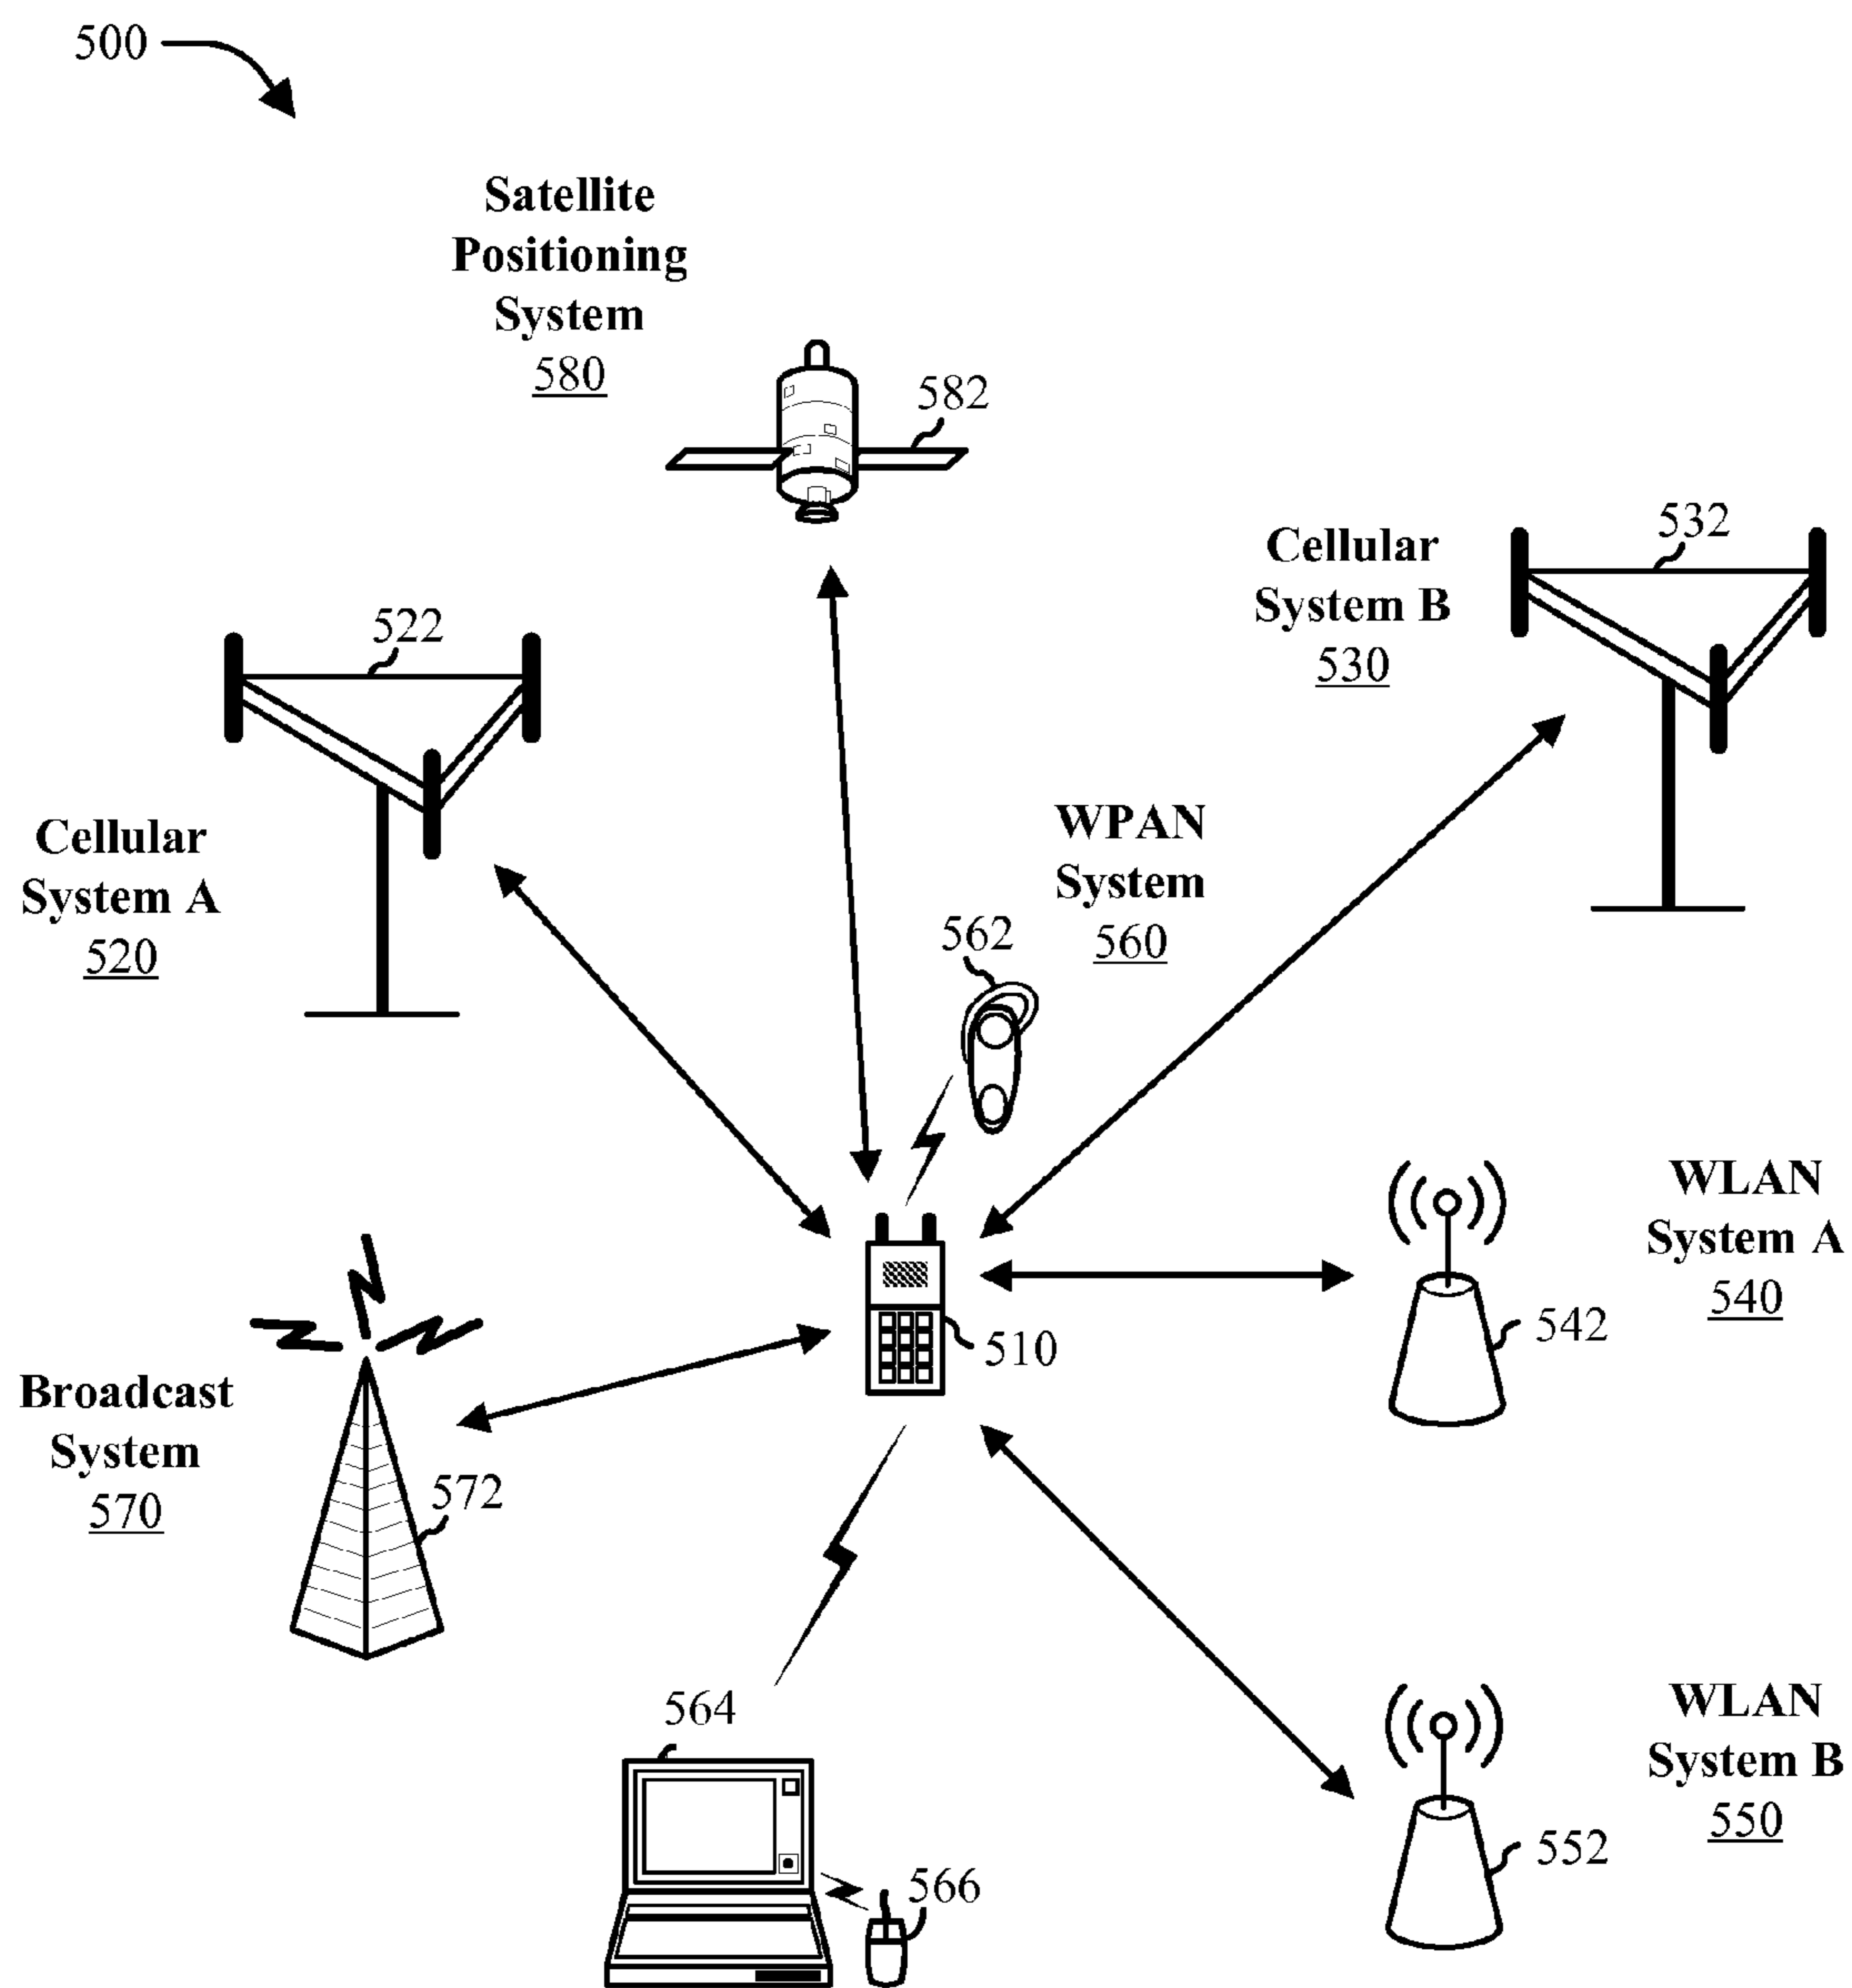 500
Satellite
Positioning
System
580
582
Cellular
System B
530
532
522
Cellular
System A
520
WPAN
System
560
562
WLAN
System A
540
542
510
Broadcast
System
570
572
564
566
WLAN
System B
550
552